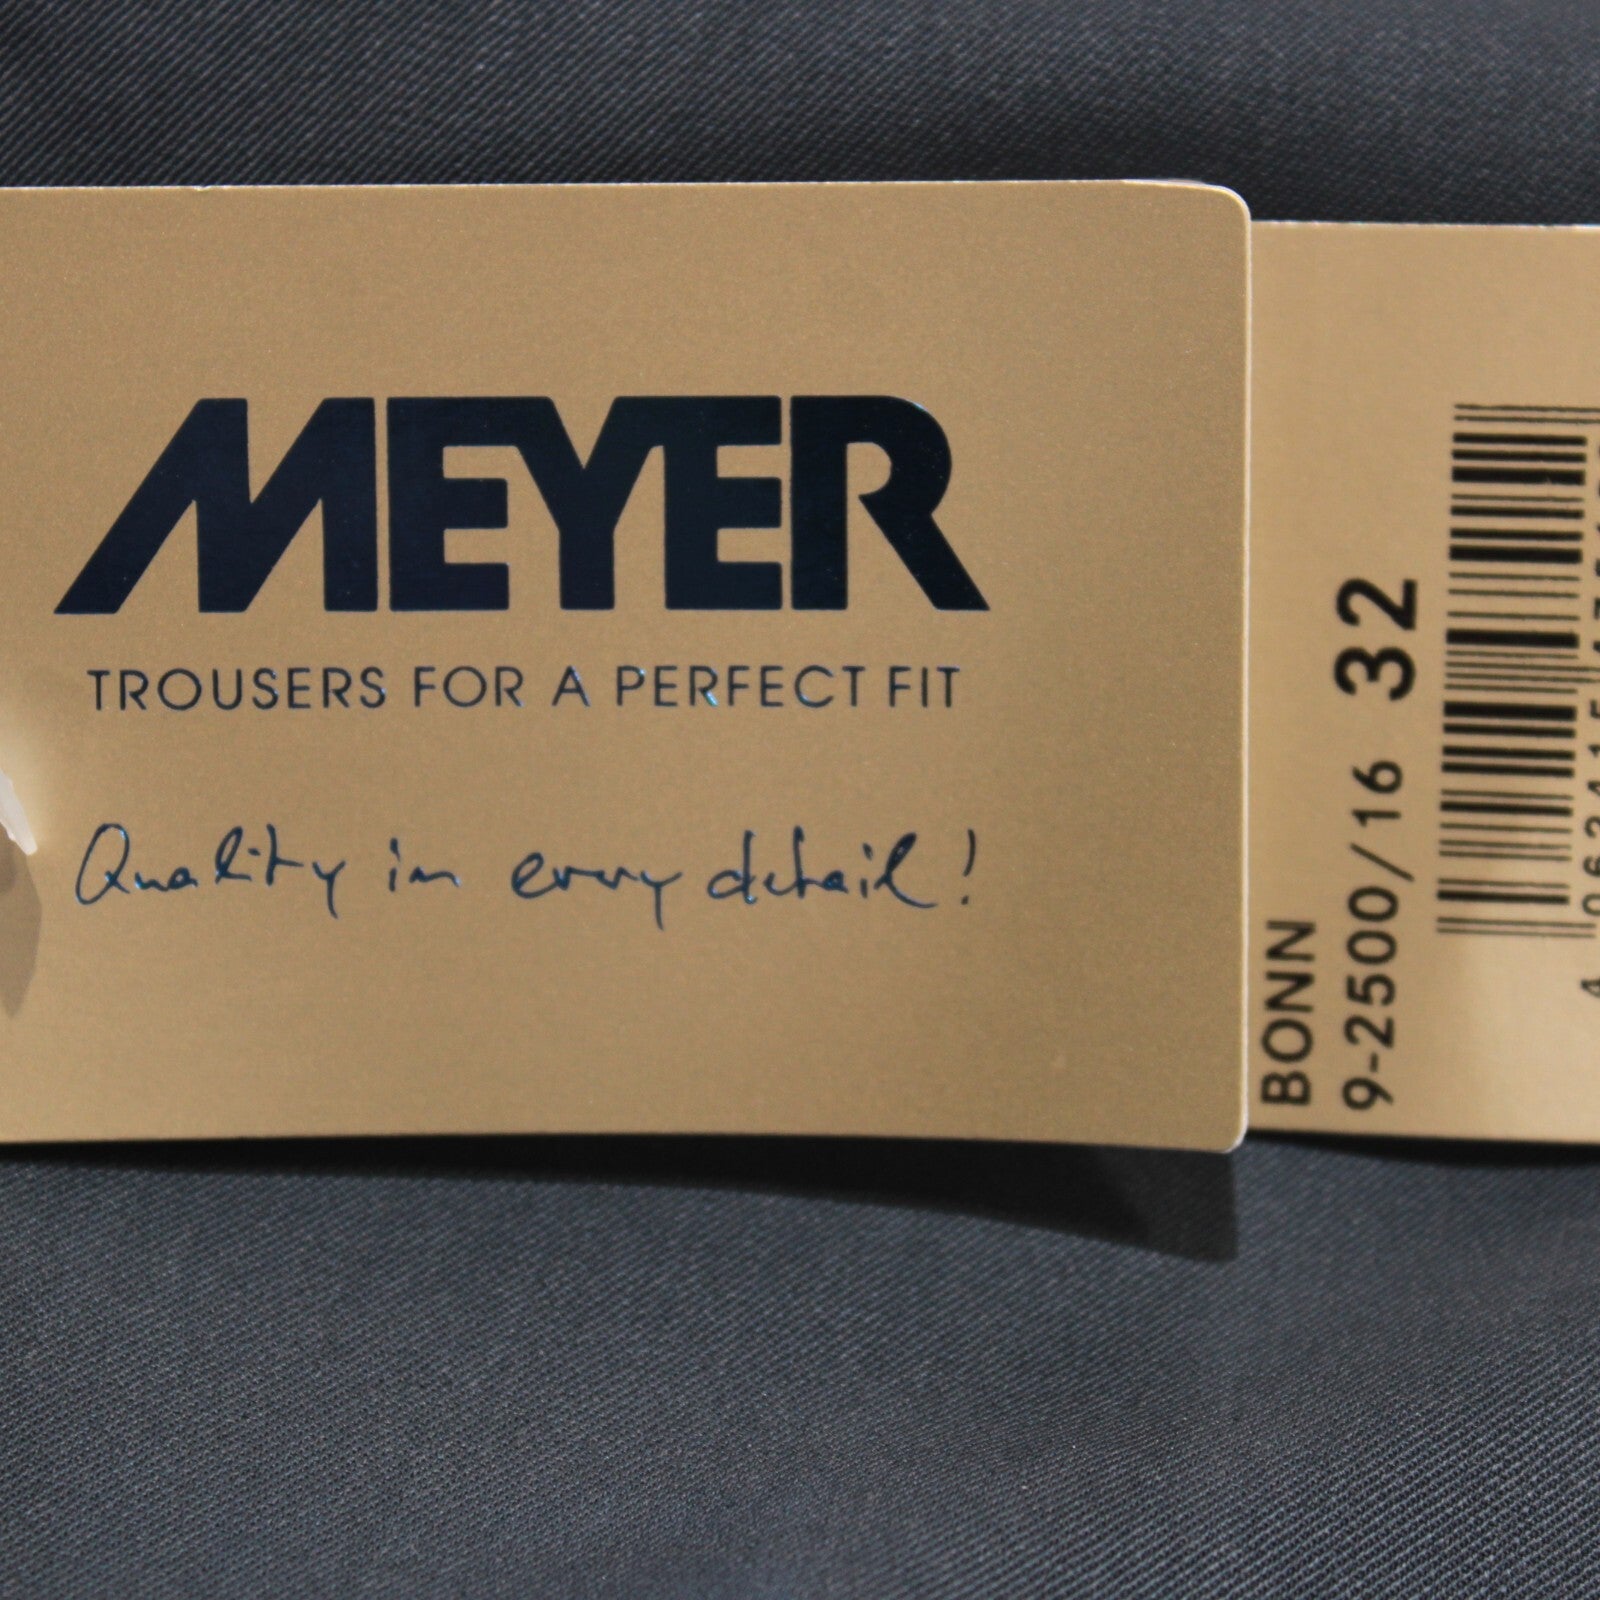 MEYER
TROUSERS FOR A PERFECT FIT
Quality in every detail!
BONN
9-2500/16 32